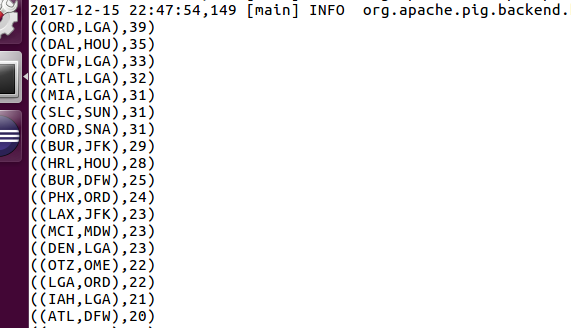 2017-12-15 22:47:54,149 [main] INFO  org.apache.pig.backend.
((ORD,LGA),39)
((DAL,HOU),35)
((DFW,LGA),33)
((ATL,LGA),32)
((MIA,LGA),31)
((SLC,SUN),31)
((ORD,SNA),31)
((BUR,JFK),29)
((HRL,HOU),28)
((BUR,DFW),25)
((PHX,ORD),24)
((LAX,JFK),23)
((MCI,MDW),23)
((DEN,LGA),23)
((OTZ,OME),22)
((LGA,ORD),22)
((IAH,LGA),21)
((ATL,DFW),20)